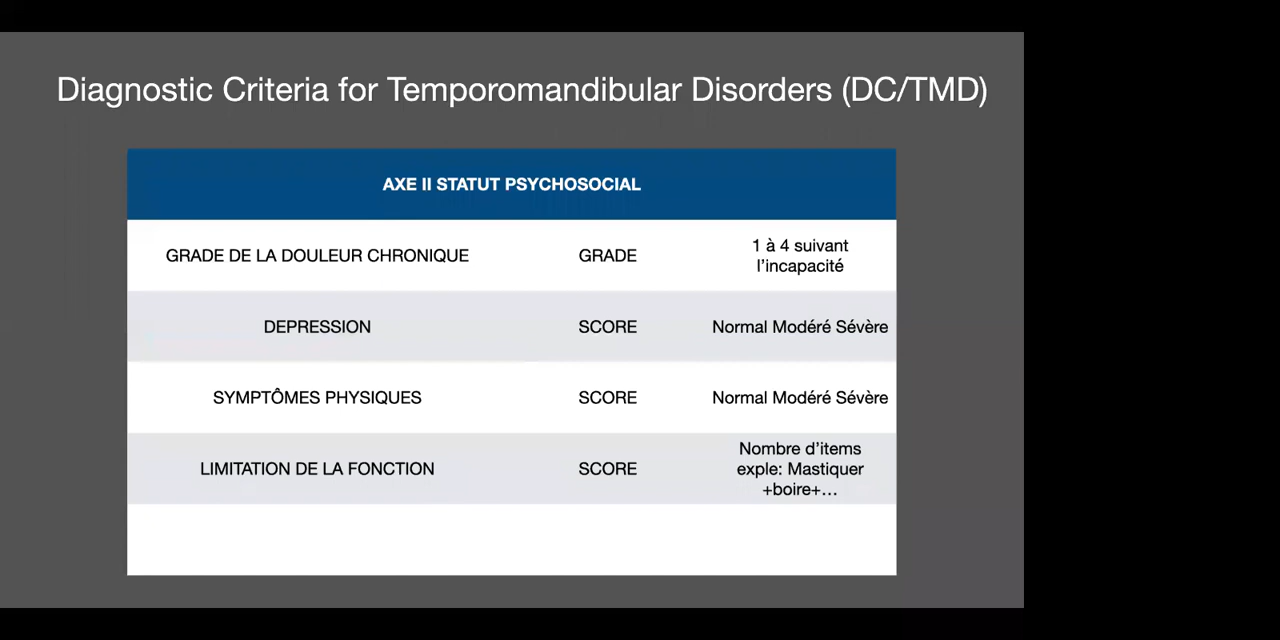 Diagnostic Criteria for Temporomandibular Disorders (DC/TMD)
AXE II STATUT PSYCHOSOCIAL
GRADE DE LA DOULEUR CHRONIQUE
GRADE
1 à 4 suivant
l'incapacité
DEPRESSION
SCORE
Normal Modéré Sévère
SYMPTÔMES PHYSIQUES
SCORE
Normal Modéré Sévère
LIMITATION DE LA FONCTION
SCORE
Nombre d'items
exple: Mastiquer
+boire+…